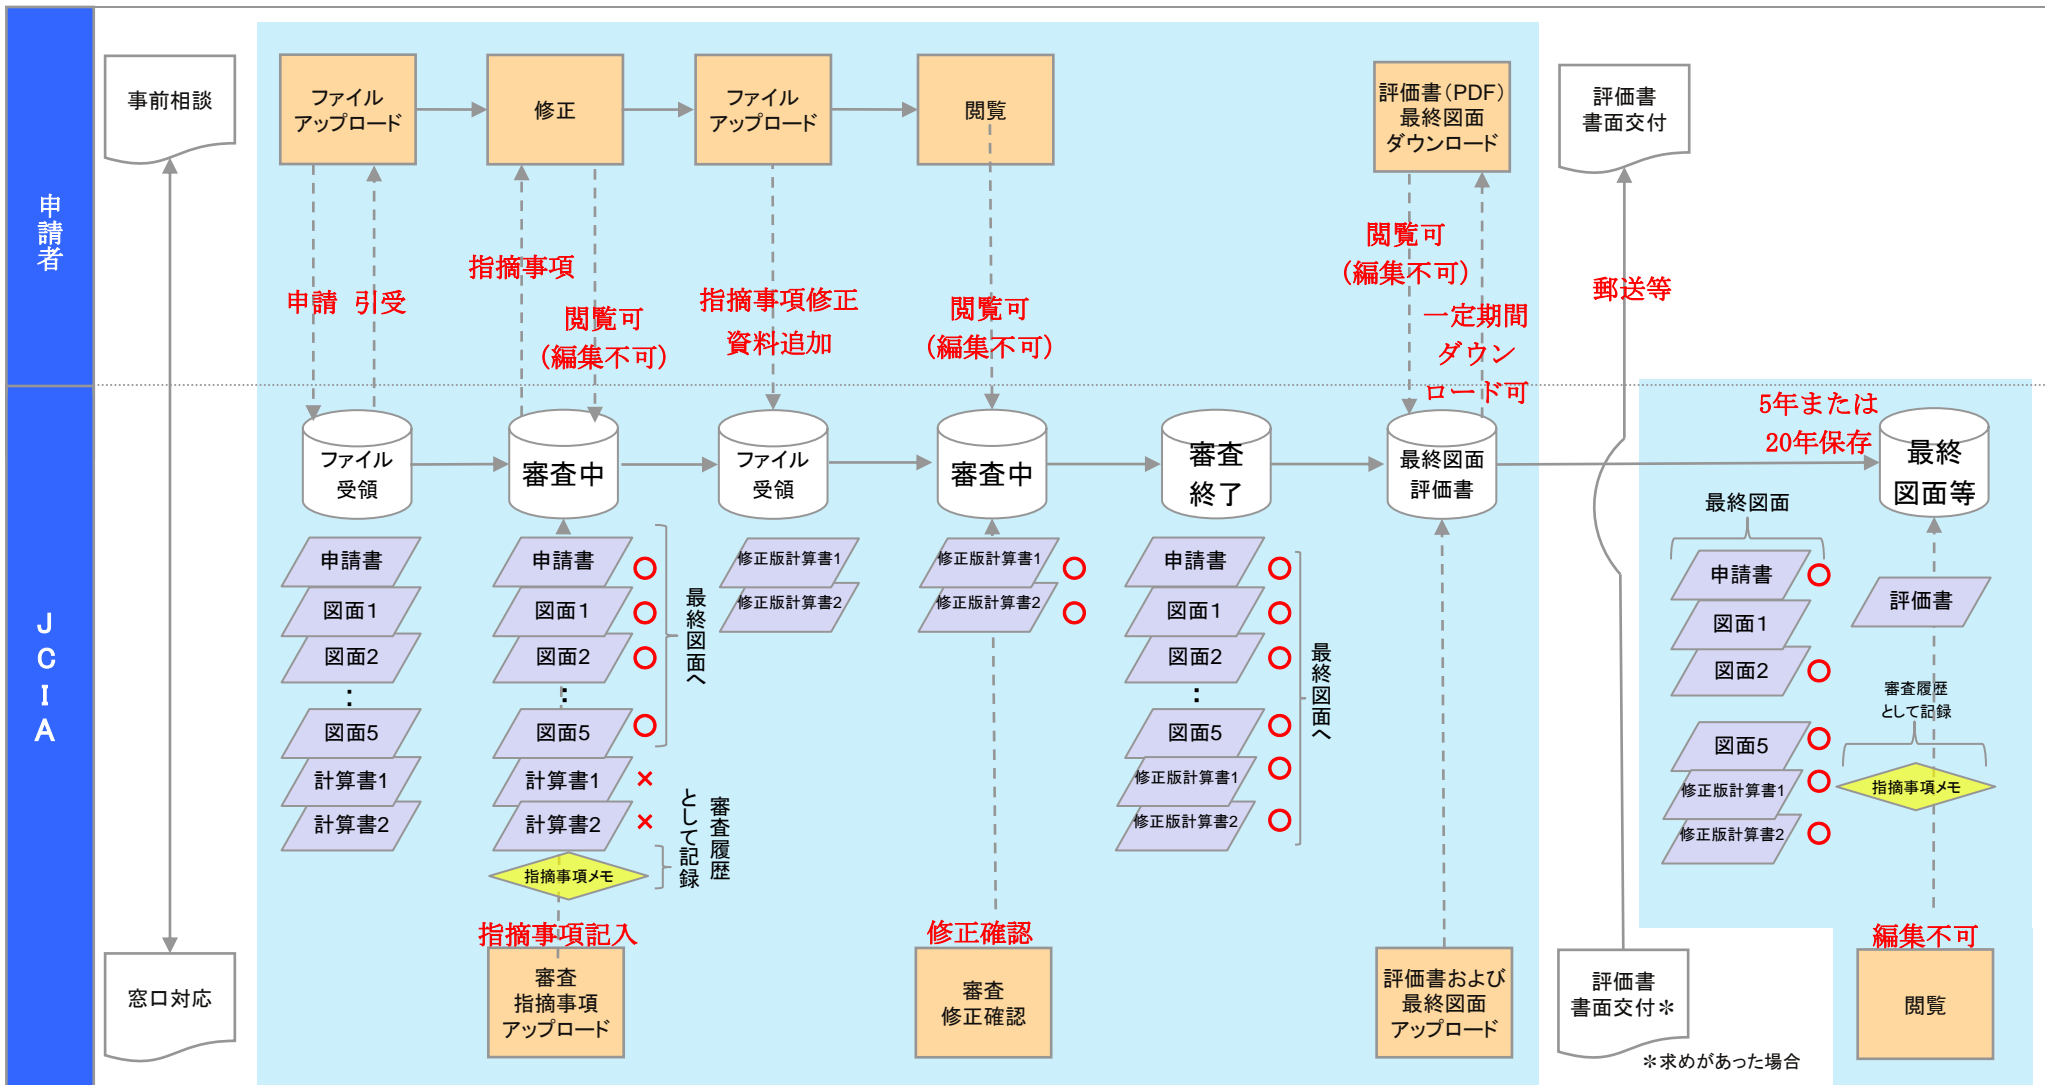 申請者
事前相談
ファイル
アップロード
修正
ファイル
アップロード
閲覧
評価書(PDF)
最終図面
ダウンロード
評価書
書面交付
申請
引受
指摘事項
閲覧可
(編集不可)
指摘事項修正
資料追加
閲覧可
(編集不可)
閲覧可
(編集不可)
一定期間
ダウン
ロード可
郵送等
JCIA
ファイル
受領
審査中
ファイル
受領
審査中
審査
終了
最終図面
評価書
5年または
20年保存
最終
図面等
申請書
図面1
図面2
:
図面5
計算書1
計算書2
申請書
図面1
図面2
:
図面5
計算書1
×
計算書2
×
指摘事項メモ
最終図面へ
審査履歴
として記録
修正版計算書1
修正版計算書2
修正版計算書1
修正版計算書2
申請書
図面1
図面2
:
図面5
修正版計算書1
修正版計算書2
最終図面へ
最終図面
申請書
図面1
図面2
図面5
修正版計算書1
修正版計算書2
評価書
審査履歴
として記録
指摘事項メモ
指摘事項記入
修正確認
編集不可
窓口対応
審査
指摘事項
アップロード
審査
修正確認
評価書および
最終図面
アップロード
評価書
書面交付＊
閲覧
＊求めがあった場合